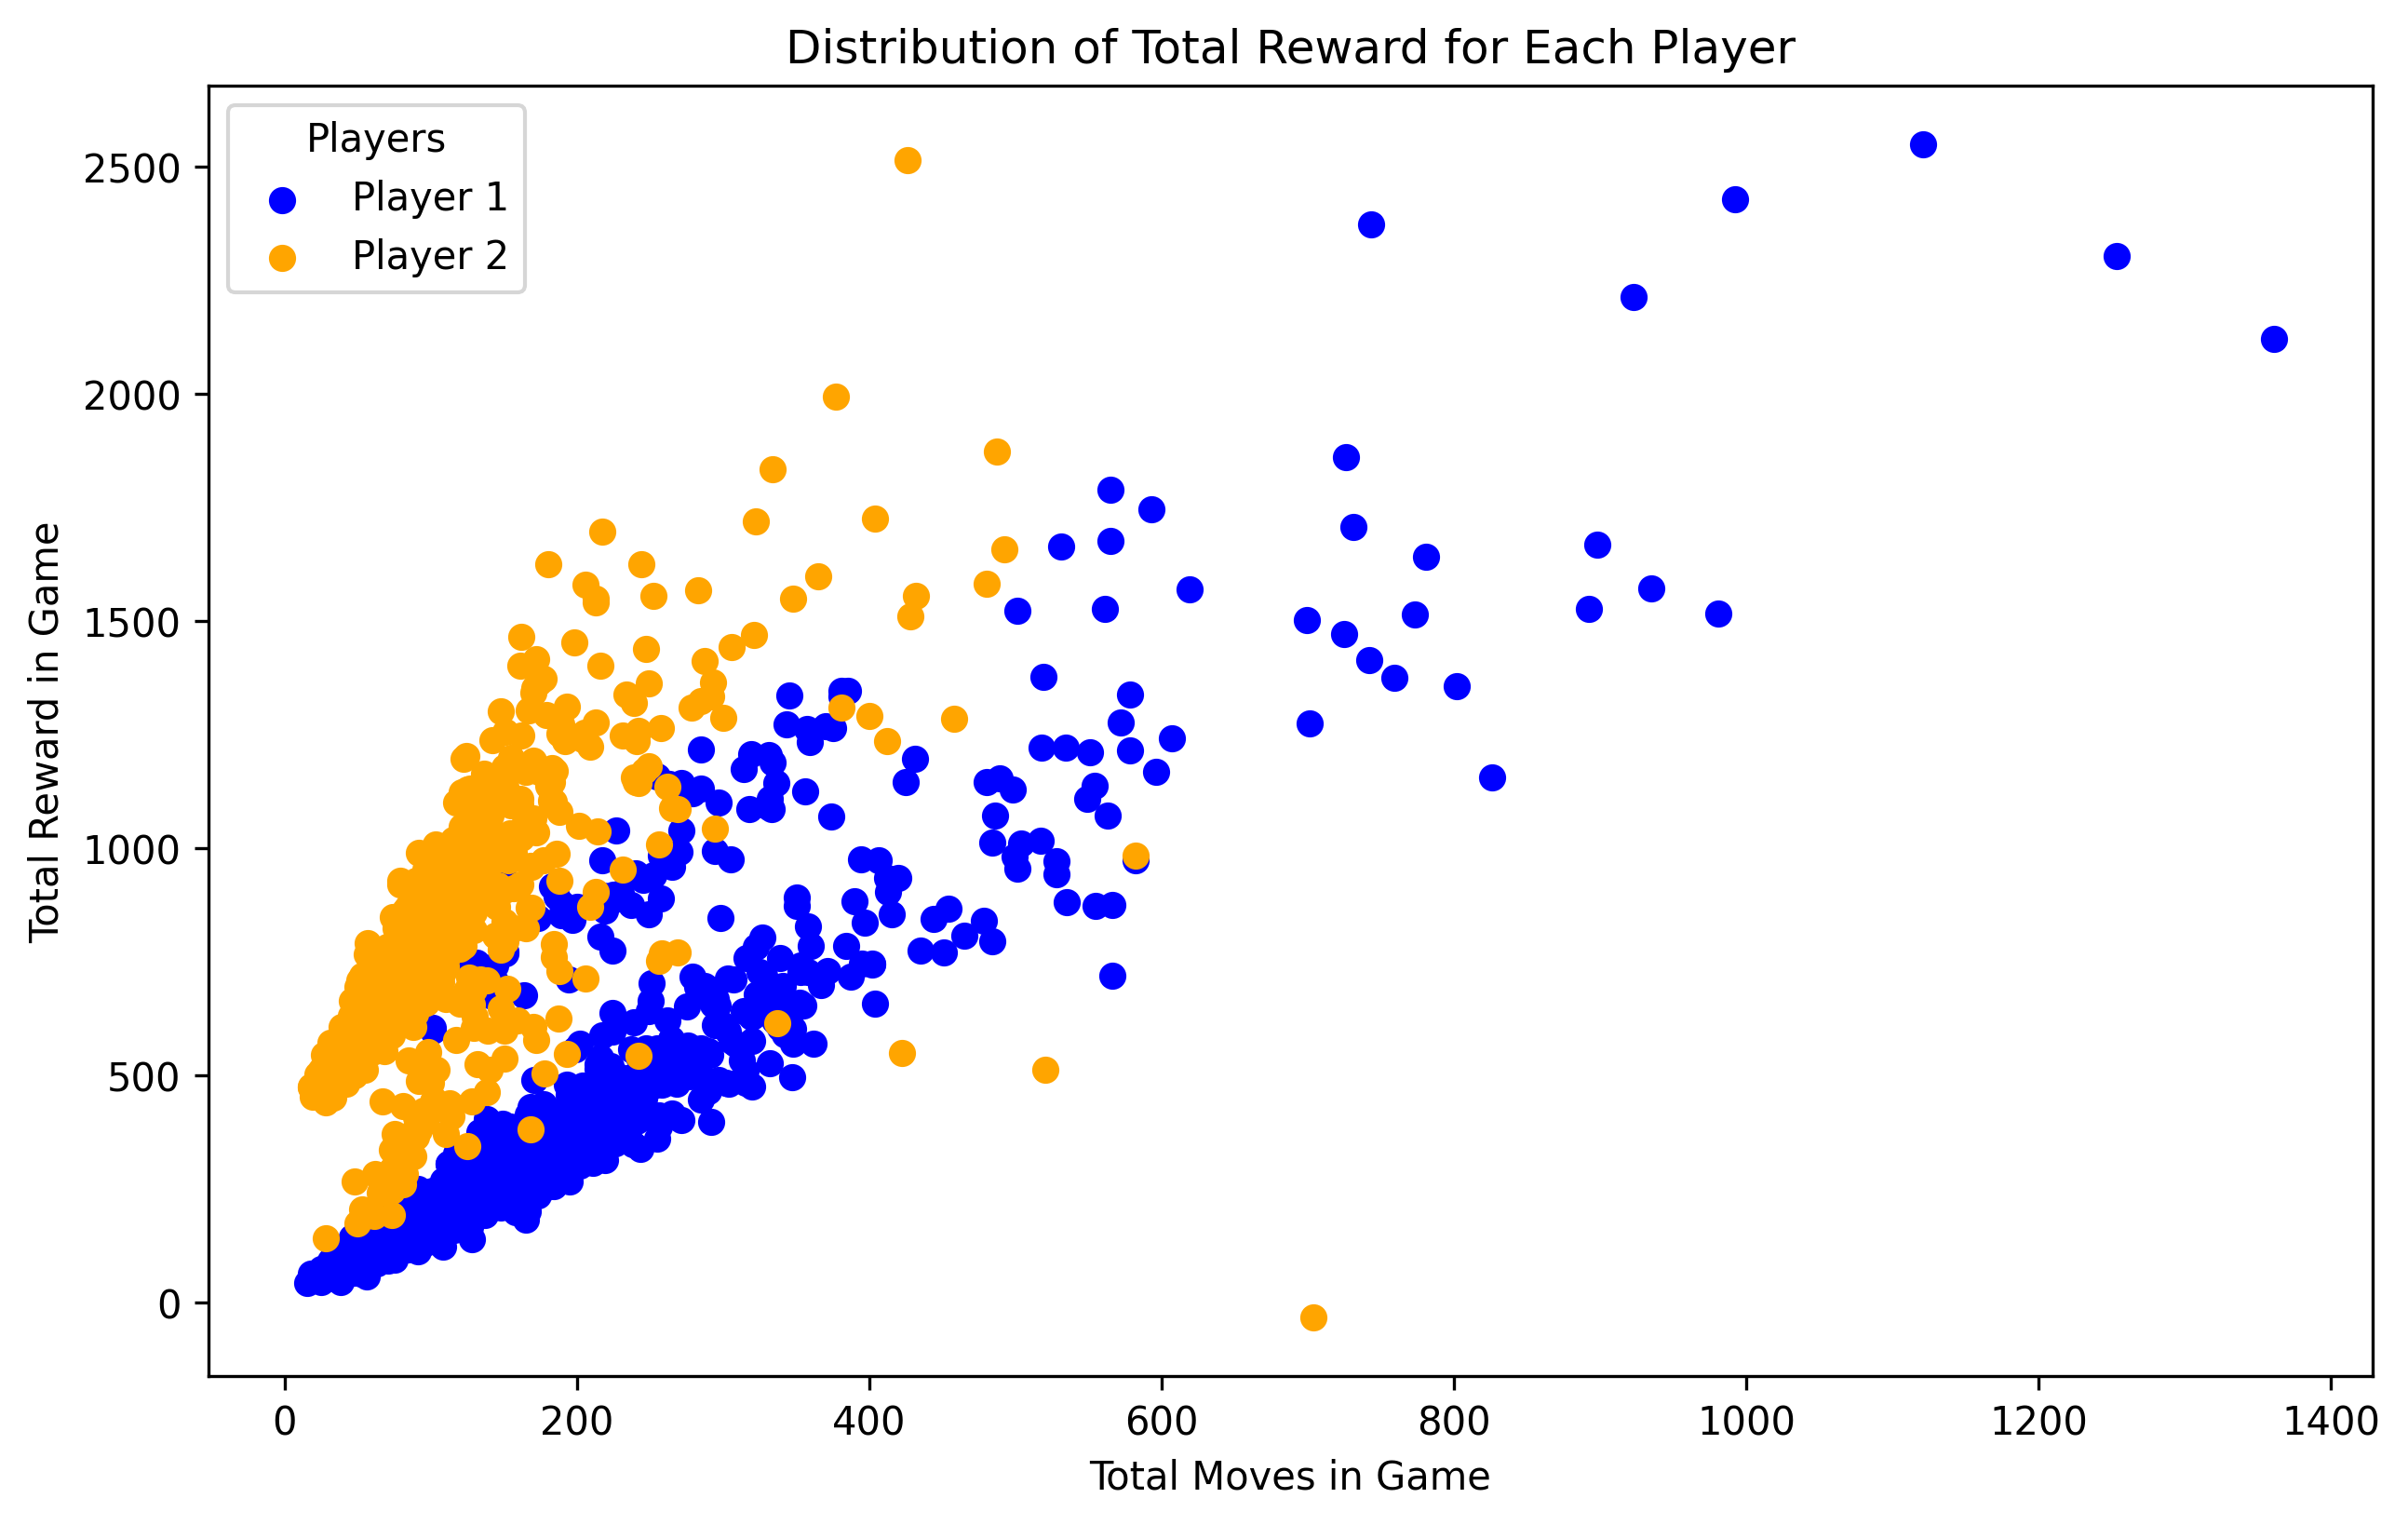 Distribution of Total Reward for Each Player
Players
Player 1
Player 2
Total Reward in Game
2500
2000
1500
1000
500
0
0 200 400 600 800 1000 1200 1400
Total Moves in Game